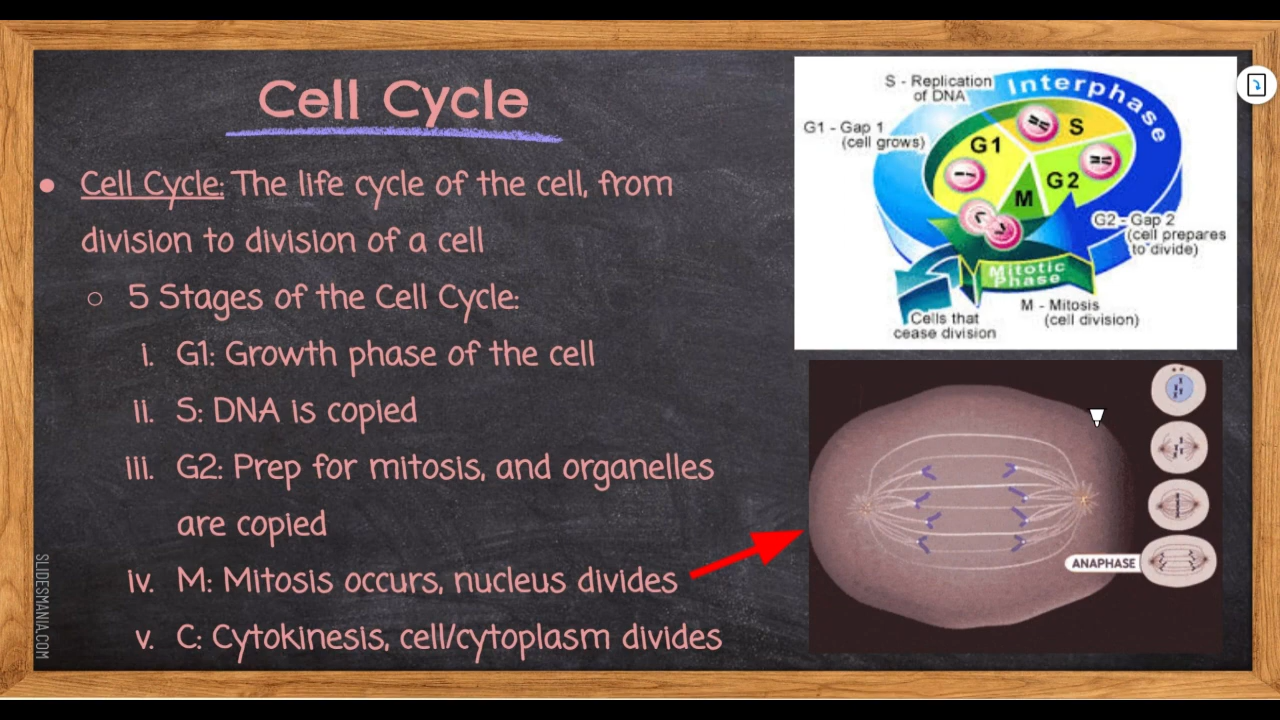 Cell Cycle
● Cell Cycle: The life cycle of the cell, from
division to division of a cell
○ 5 Stages of the Cell Cycle:
i. G1: Growth phase of the cell
ii. S: DNA is copied
iii. G2: Prep for mitosis, and organelles
are copied
iv. M: Mitosis occurs, nucleus divides
v. C: Cytokinesis, cell/cytoplasm divides
SLIDESMANIA.COM
S - Replication
of DNA
Interphase
G1 - Gap 1
(cell grows)
G1
S
G2
M
G2 - Gap 2
(cell prepares
to divide)
Mitotic
Phase
M - Mitosis
(cell division)
Cells that
cease division
ANAPHASE